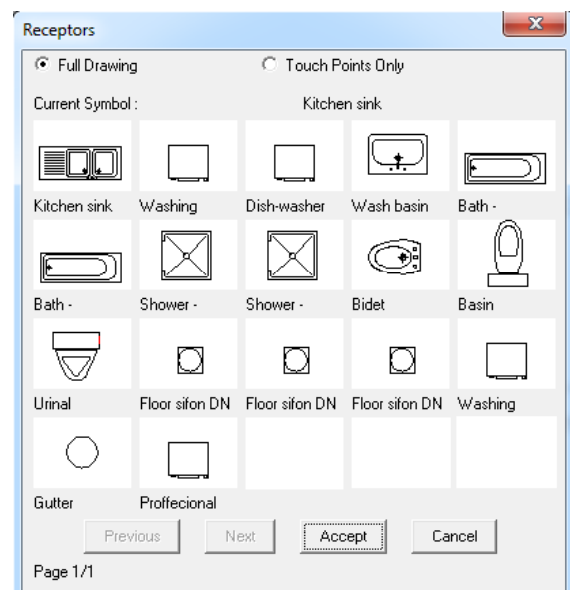 Receptors
Full Drawing Touch Points Only
Current Symbol : Kitchen sink
Kitchen sink Washing Dish-washer Wash basin Bath -
Bath - Shower - Shower - Bidet Basin
Urinal Floor sifon DN Floor sifon DN Floor sifon DN Washing
Gutter Proffecional
Previous Next Accept Cancel
Page 1/1